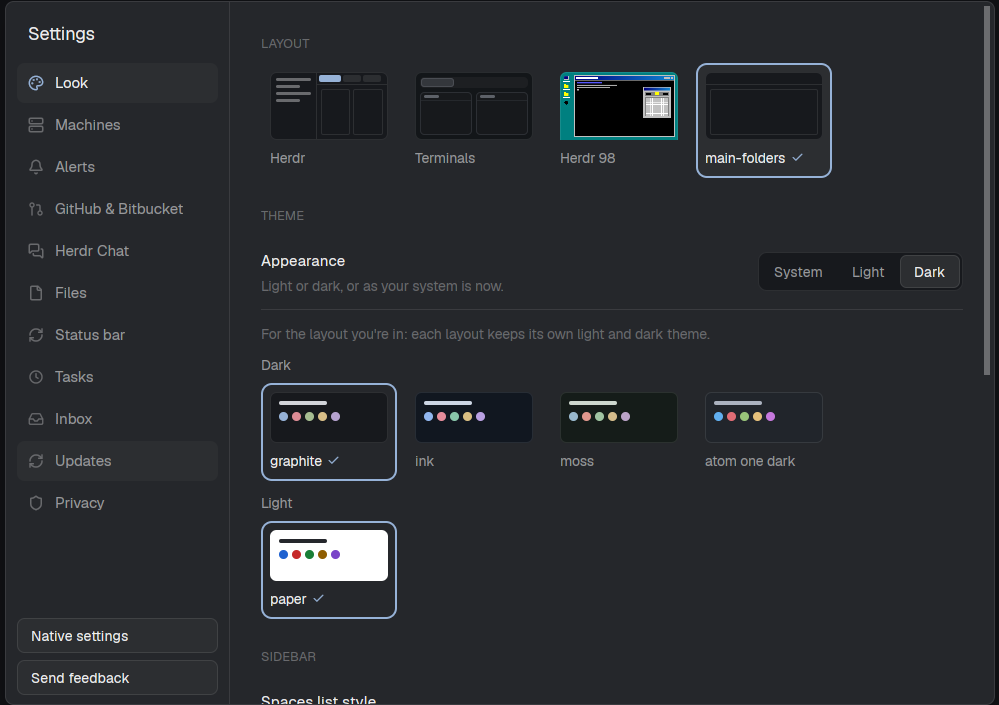 Settings
Look
Machines
Alerts
GitHub & Bitbucket
Herdr Chat
Files
Status bar
Tasks
Inbox
Updates
Privacy
Native settings
Send feedback
LAYOUT
Herdr
Terminals
Herdr 98
main-folders
THEME
Appearance
Light or dark, or as your system is now.
System
Light
Dark
For the layout you're in: each layout keeps its own light and dark theme.
Dark
graphite
ink
moss
atom one dark
Light
paper
SIDEBAR
Spaces list style